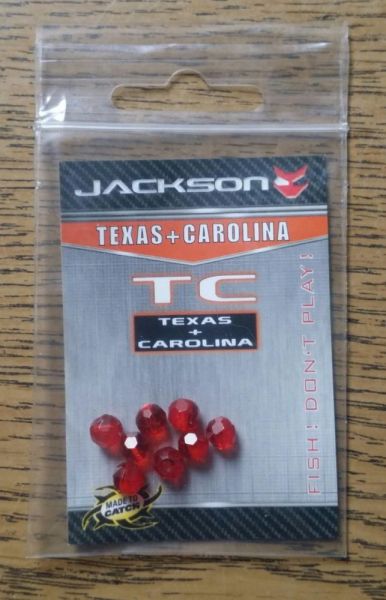 JACKSON
TEXAS+CAROLINA
TC
TEXAS
+
CAROLINA
FISH! DON'T PLAY!
MADE TO
CATCH